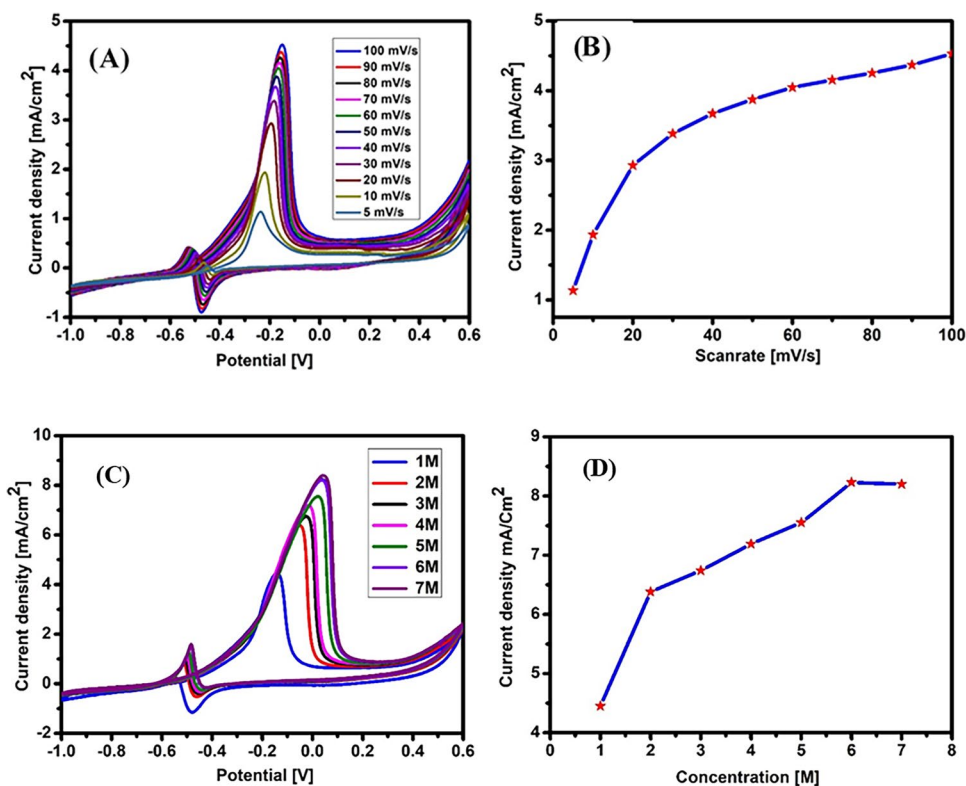 (A)
Current density [mA/cm²]
5
4
3
2
1
0
-1
100 mV/s
90 mV/s
80 mV/s
70 mV/s
60 mV/s
50 mV/s
40 mV/s
30 mV/s
20 mV/s
10 mV/s
5 mV/s
-1.0 -0.8 -0.6 -0.4 -0.2 0.0 0.2 0.4 0.6
Potential [V]
(B)
Current density [mA/cm²]
5
4
3
2
1
0 20 40 60 80 100
Scanrate [mV/s]
(C)
Current density [mA/cm²]
10
8
6
4
2
0
-2
1M
2M
3M
4M
5M
6M
7M
-1.0 -0.8 -0.6 -0.4 -0.2 0.0 0.2 0.4 0.6
Potential [V]
(D)
Current density mA/Cm²]
9
8
7
6
5
4
0 1 2 3 4 5 6 7 8
Concentration [M]